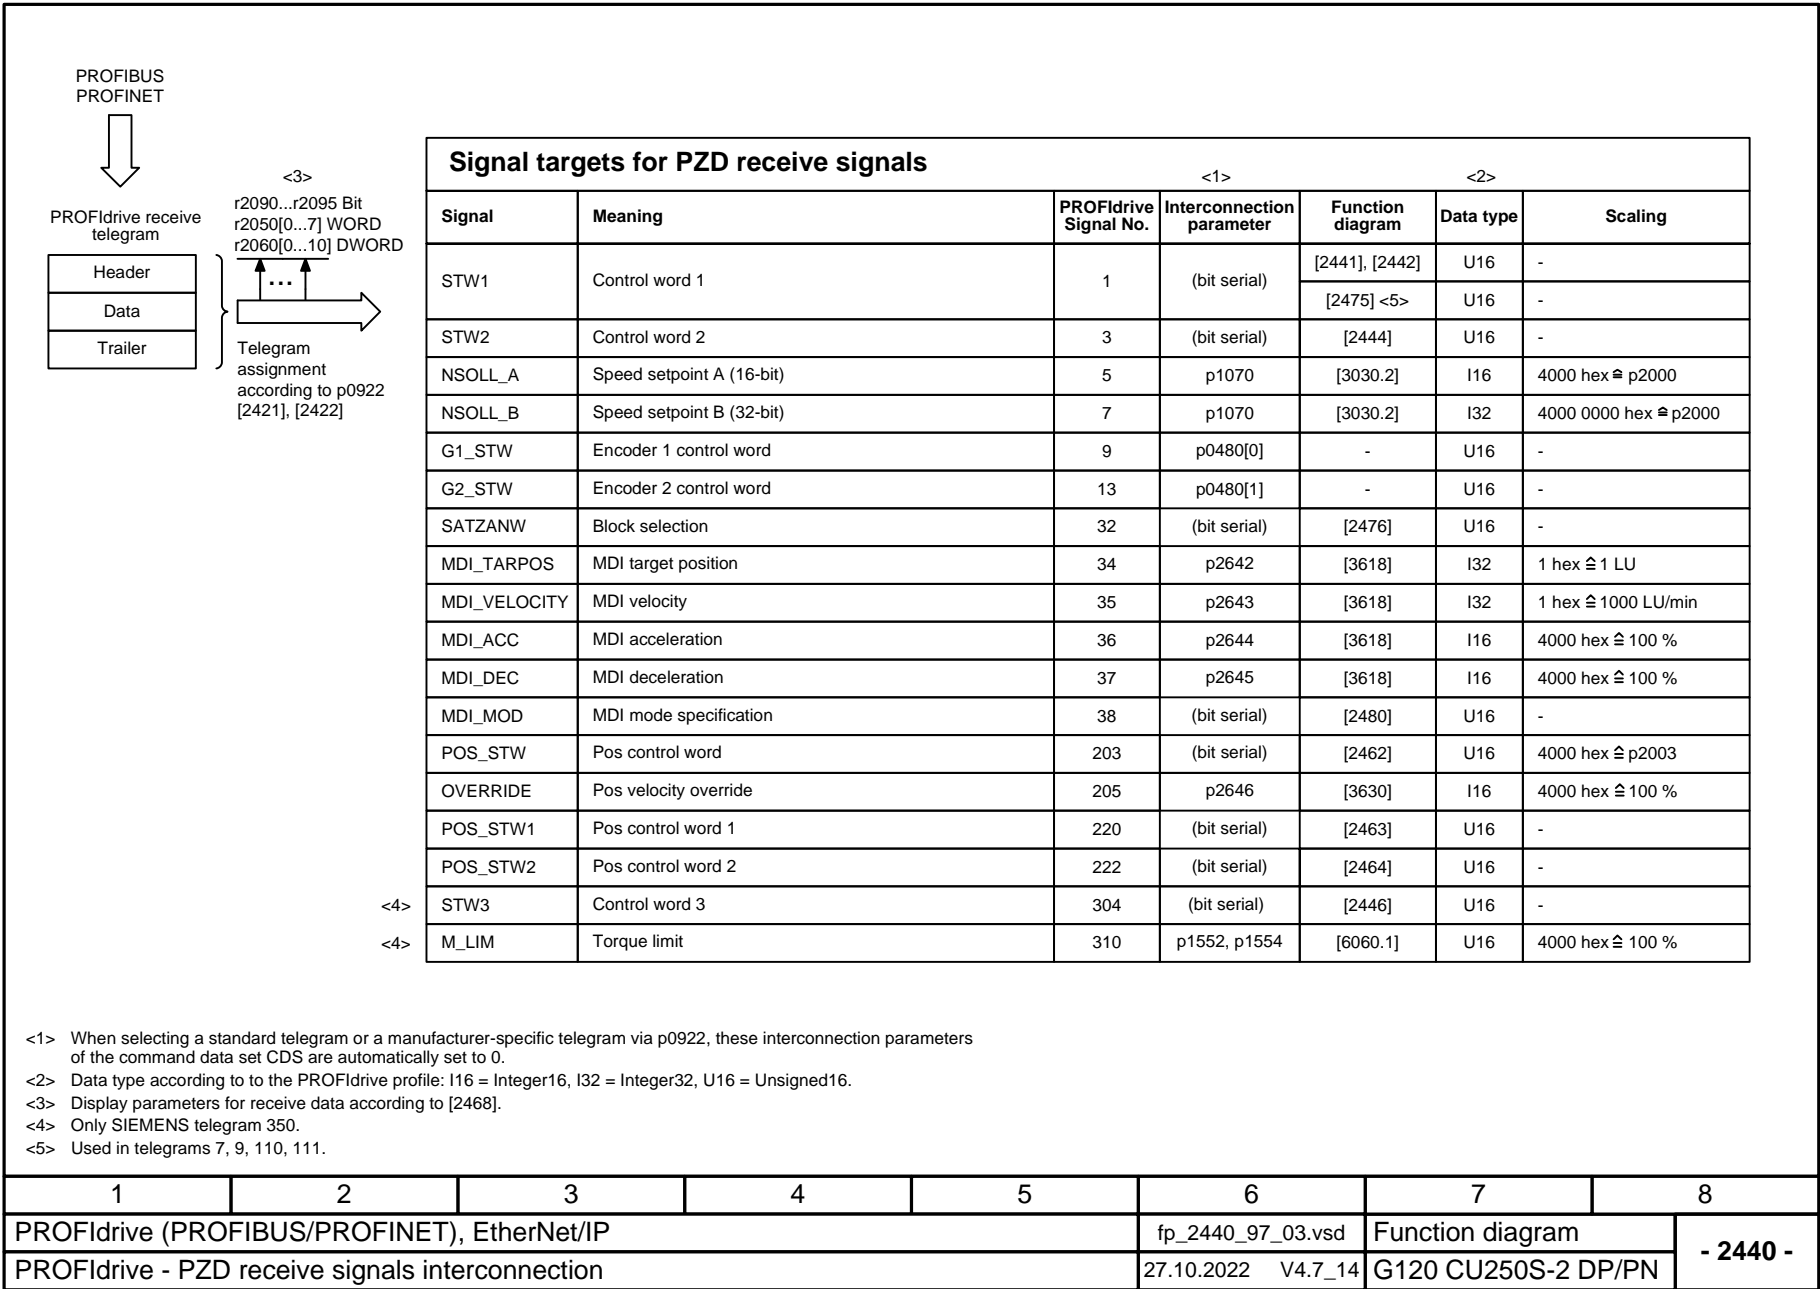 PROFIBUS
PROFINET
PROFIdrive receive
telegram
Header
Data
Trailer
<3>
r2090...r2095 Bit
r2050[0...7] WORD
r2060[0...10] DWORD
...
Telegram
assignment
according to p0922
[2421], [2422]
Signal targets for PZD receive signals
<1> <2>
Signal Meaning PROFIdrive Signal No. Interconnection parameter Function diagram Data type Scaling
STW1 Control word 1 1 (bit serial) [2441], [2442] U16 -
[2475] <5> U16 -
STW2 Control word 2 3 (bit serial) [2444] U16 -
NSOLL_A Speed setpoint A (16-bit) 5 p1070 [3030.2] I16 4000 hex ≙ p2000
NSOLL_B Speed setpoint B (32-bit) 7 p1070 [3030.2] I32 4000 0000 hex ≙ p2000
G1_STW Encoder 1 control word 9 p0480[0] - U16 -
G2_STW Encoder 2 control word 13 p0480[1] - U16 -
SATZANW Block selection 32 (bit serial) [2476] U16 -
MDI_TARPOS MDI target position 34 p2642 [3618] I32 1 hex ≙ 1 LU
MDI_VELOCITY MDI velocity 35 p2643 [3618] I32 1 hex ≙ 1000 LU/min
MDI_ACC MDI acceleration 36 p2644 [3618] I16 4000 hex ≙ 100 %
MDI_DEC MDI deceleration 37 p2645 [3618] I16 4000 hex ≙ 100 %
MDI_MOD MDI mode specification 38 (bit serial) [2480] U16 -
POS_STW Pos control word 203 (bit serial) [2462] U16 4000 hex ≙ p2003
OVERRIDE Pos velocity override 205 p2646 [3630] I16 4000 hex ≙ 100 %
POS_STW1 Pos control word 1 220 (bit serial) [2463] U16 -
POS_STW2 Pos control word 2 222 (bit serial) [2464] U16 -
<4> STW3 Control word 3 304 (bit serial) [2446] U16 -
<4> M_LIM Torque limit 310 p1552, p1554 [6060.1] U16 4000 hex ≙ 100 %
<1> When selecting a standard telegram or a manufacturer-specific telegram via p0922, these interconnection parameters
of the command data set CDS are automatically set to 0.
<2> Data type according to to the PROFIdrive profile: I16 = Integer16, I32 = Integer32, U16 = Unsigned16.
<3> Display parameters for receive data according to [2468].
<4> Only SIEMENS telegram 350.
<5> Used in telegrams 7, 9, 110, 111.
1 2 3 4 5 6 7 8
PROFIdrive (PROFIBUS/PROFINET), EtherNet/IP fp_2440_97_03.vsd Function diagram
- 2440 -
PROFIdrive - PZD receive signals interconnection 27.10.2022 V4.7_14 G120 CU250S-2 DP/PN